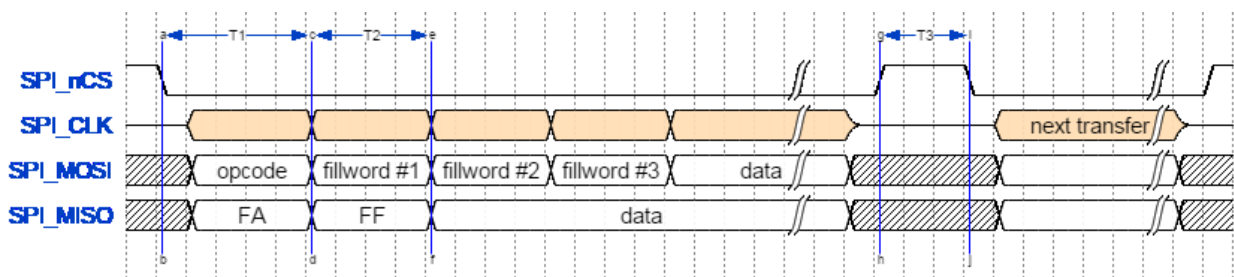 a T1 c T2 e g T3 i
SPI_nCS
SPI_CLK next transfer
SPI_MOSI opcode fillword #1 fillword #2 fillword #3 data
SPI_MISO FA FF data
b d f h j